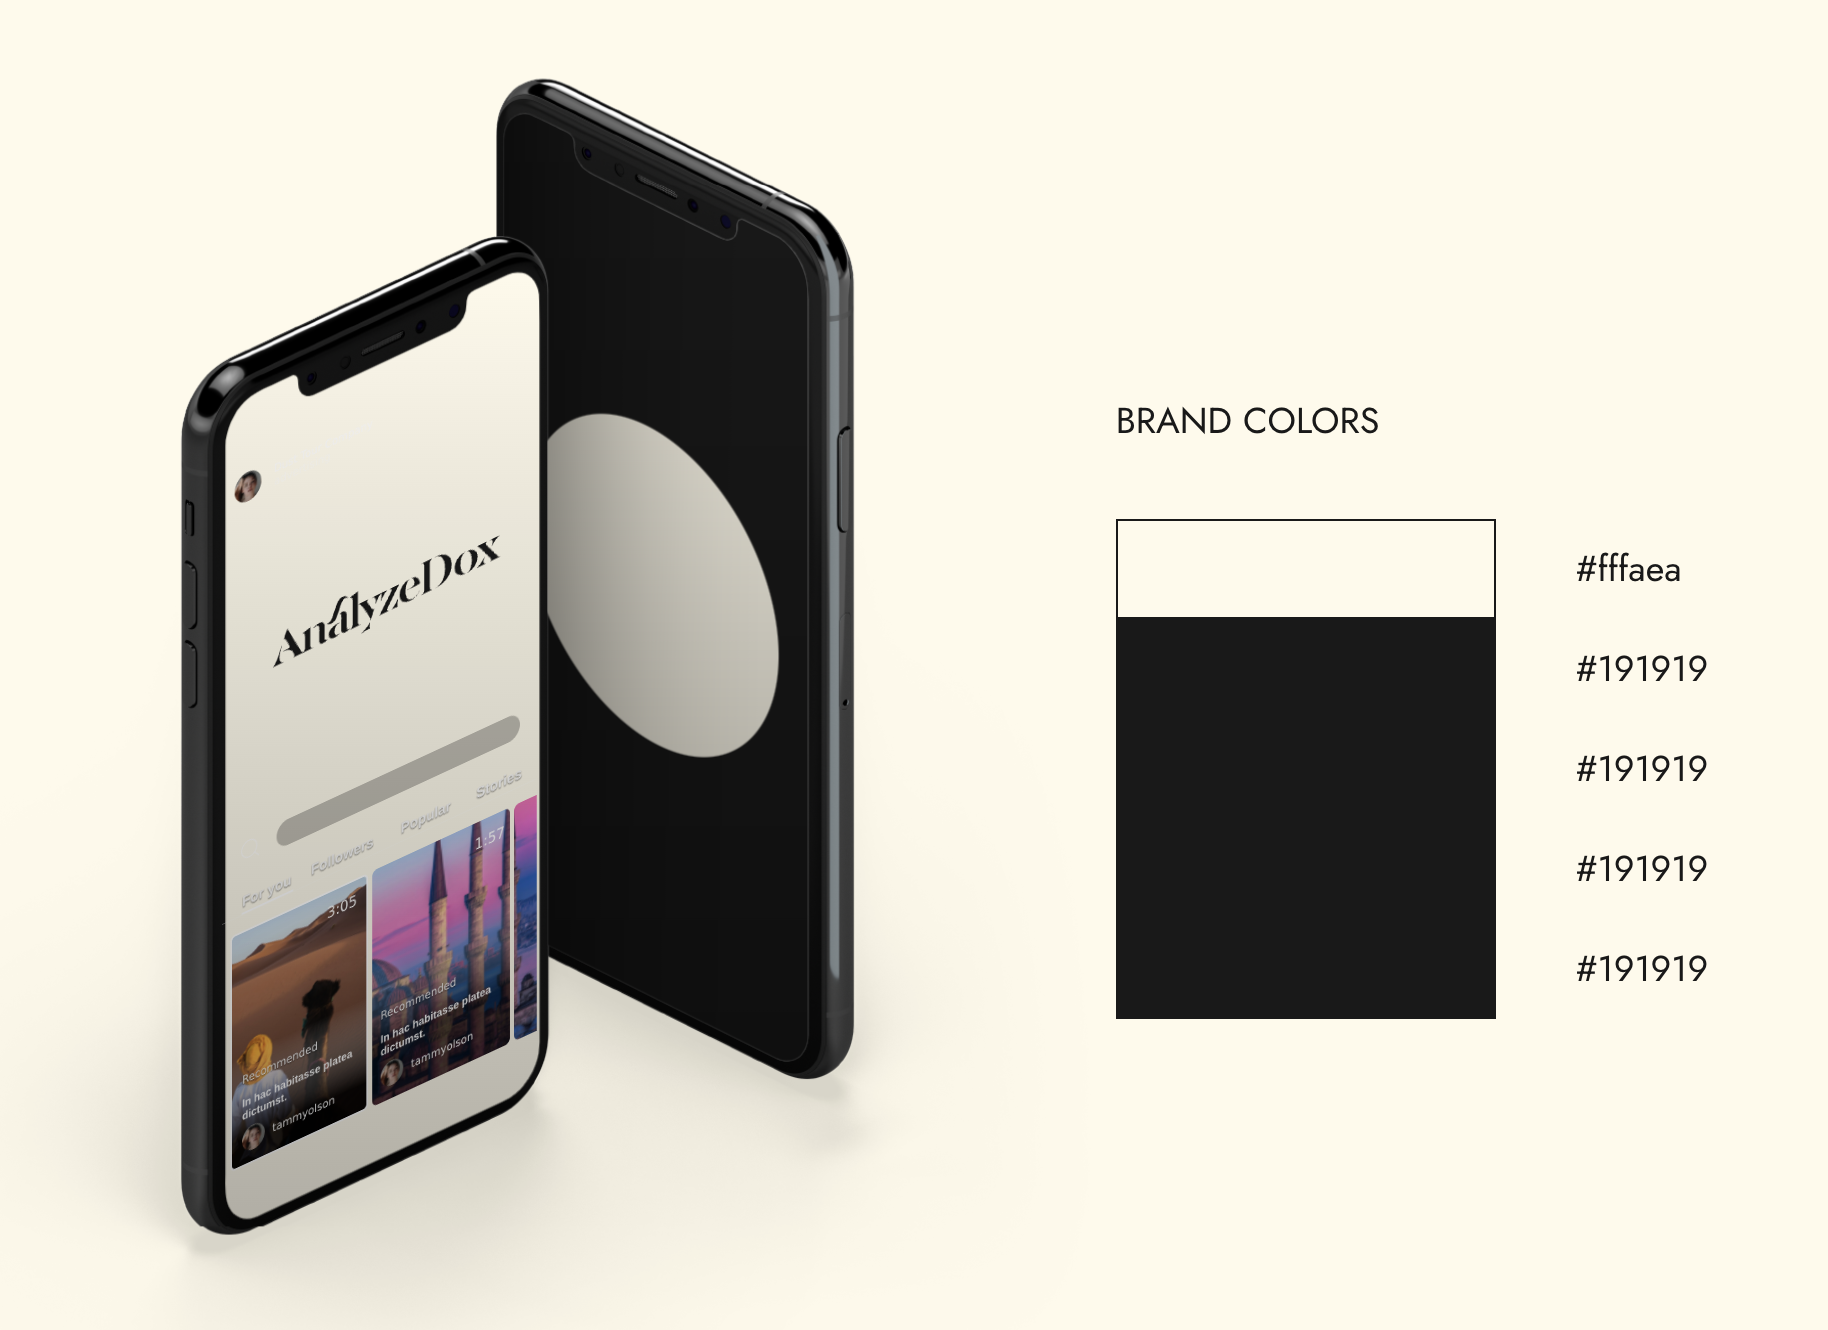 AnalyzeDox
For you Followers Popular Stories
3:05
Recommended
In hac habitasse platea
dictumst.
tammyolson
1:57
Recommended
In hac habitasse platea
dictumst.
tammyolson
BRAND COLORS
#fffaea
#191919
#191919
#191919
#191919